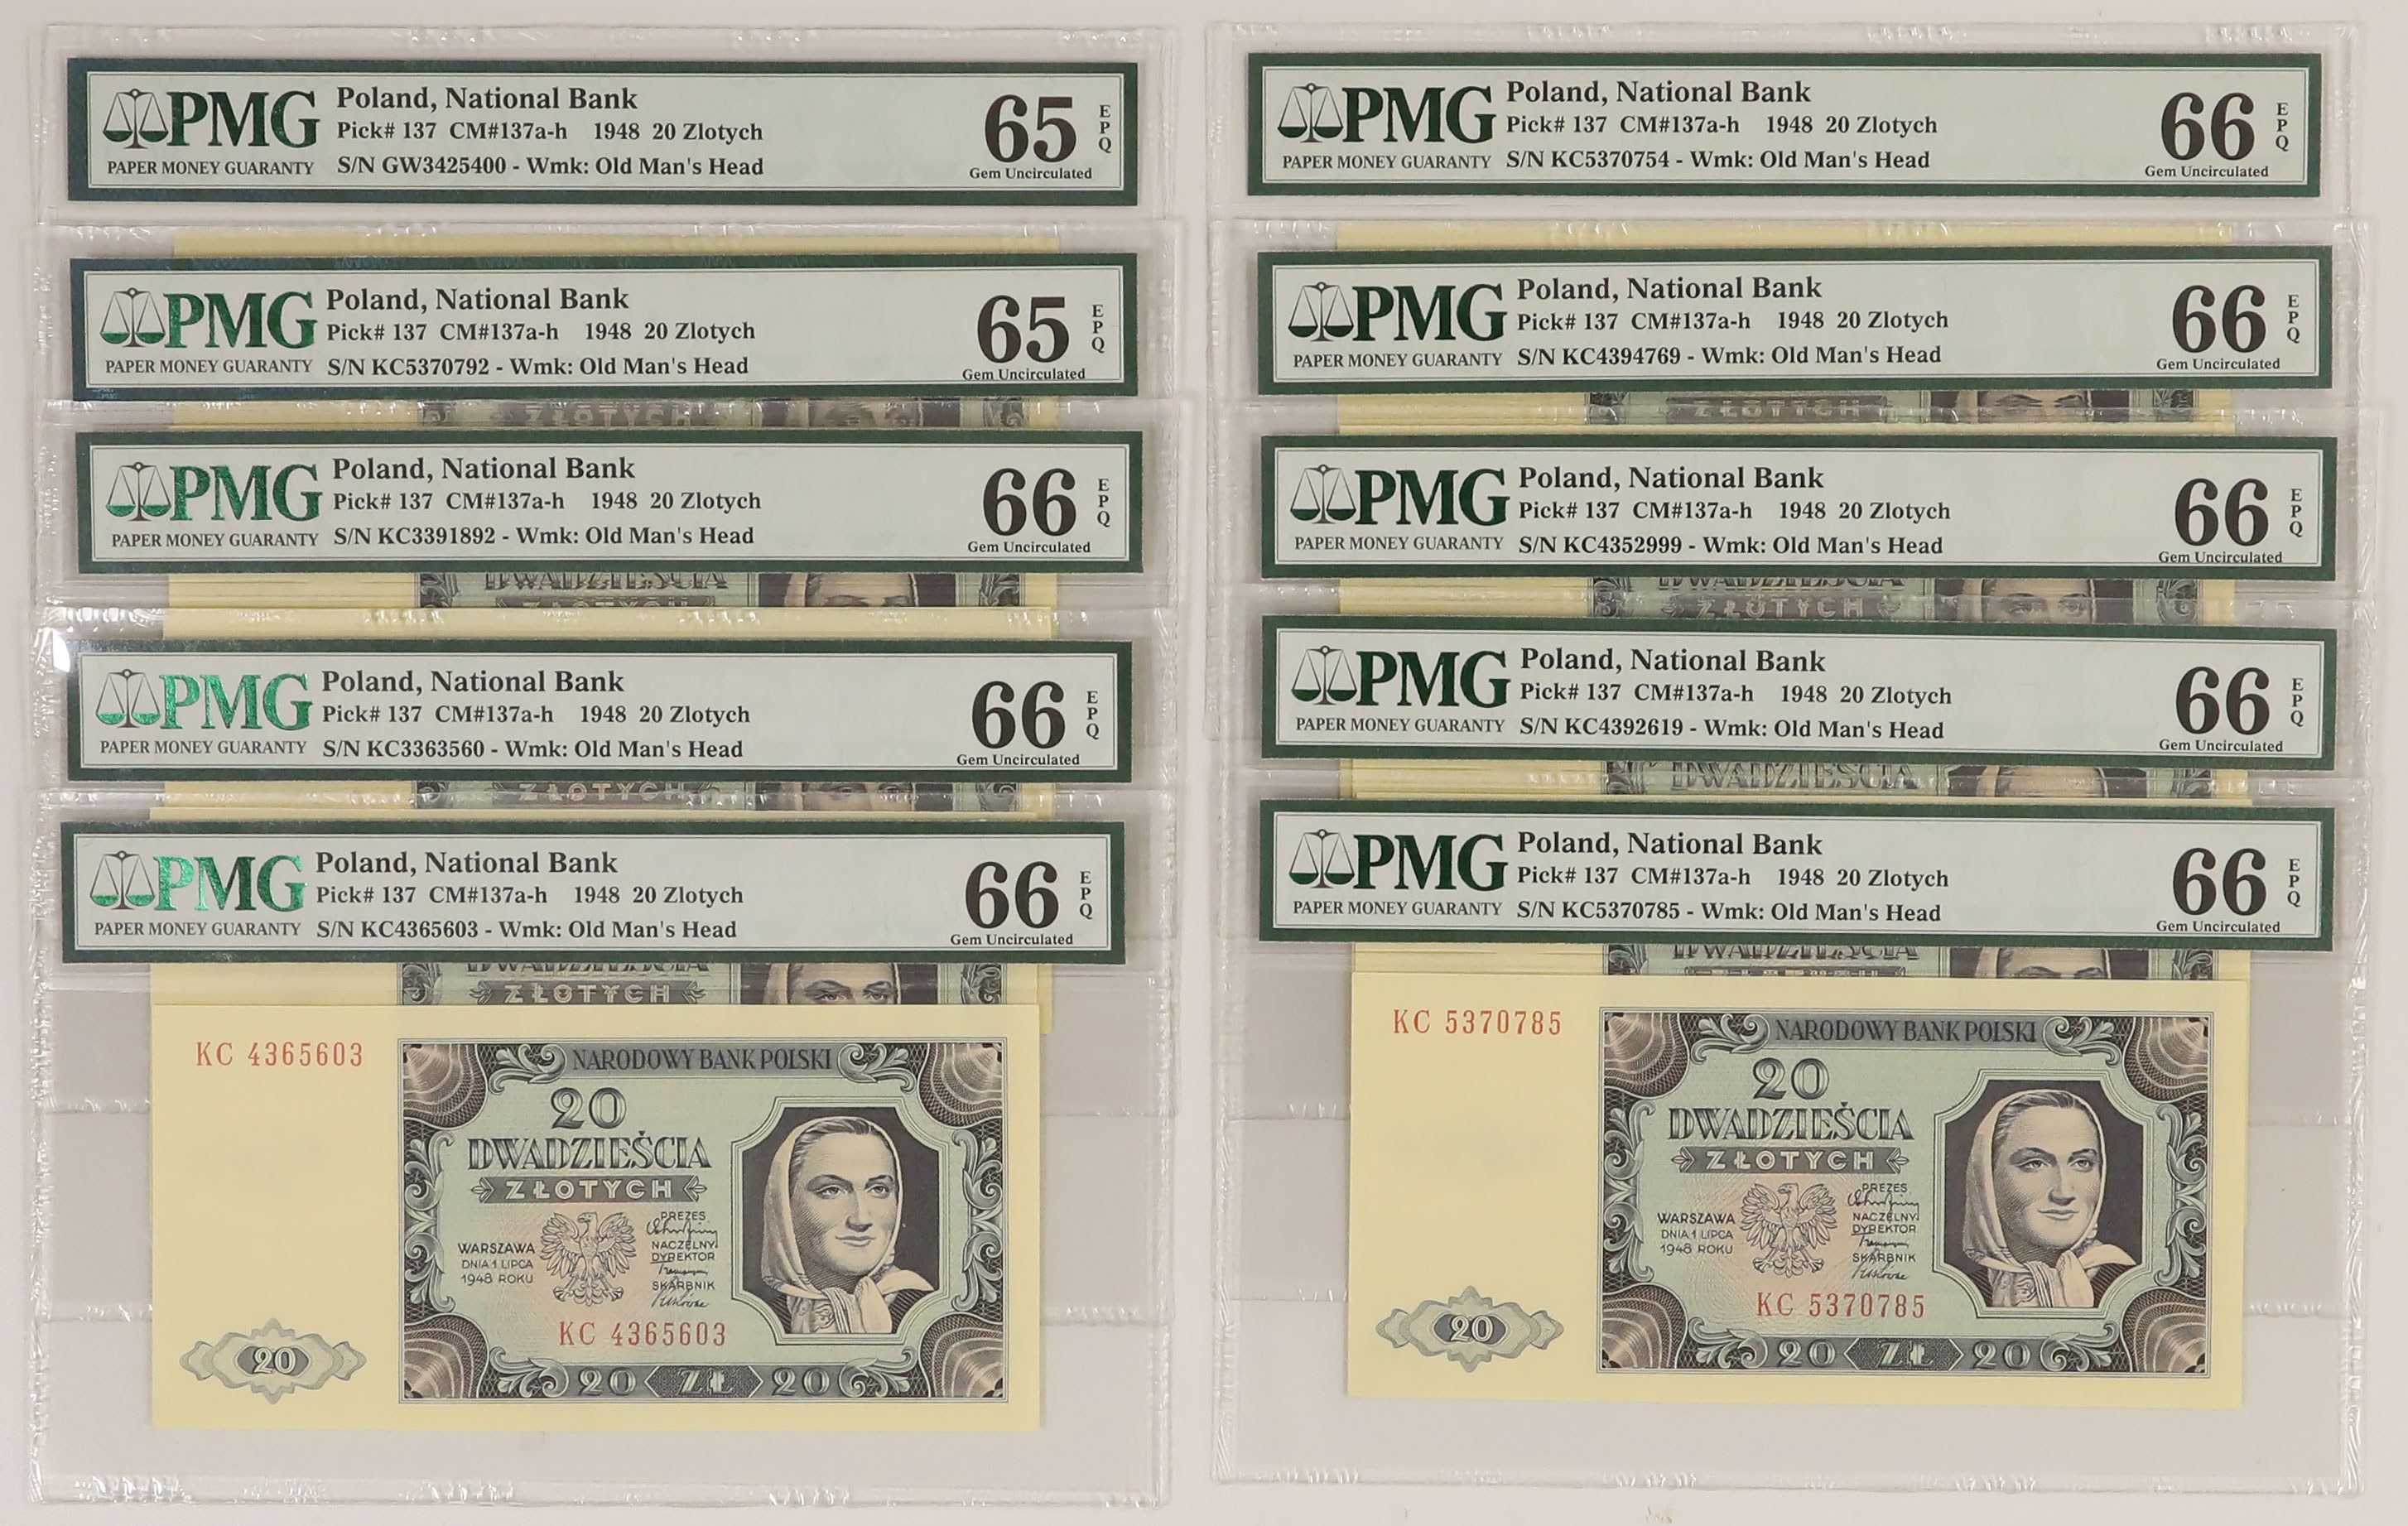 PMG
PAPER MONEY GUARANTY
Poland, National Bank
Pick# 137 CM#137a-h 1948 20 Zlotych
S/N GW3425400 - Wmk: Old Man's Head
65 EPQ
Gem Uncirculated
PMG
PAPER MONEY GUARANTY
Poland, National Bank
Pick# 137 CM#137a-h 1948 20 Zlotych
S/N KC5370792 - Wmk: Old Man's Head
65 EPQ
Gem Uncirculated
ZŁOTYCH
PMG
PAPER MONEY GUARANTY
Poland, National Bank
Pick# 137 CM#137a-h 1948 20 Zlotych
S/N KC3391892 - Wmk: Old Man's Head
66 EPQ
Gem Uncirculated
DWADZIEŚCIA
ZŁOTYCH
PMG
PAPER MONEY GUARANTY
Poland, National Bank
Pick# 137 CM#137a-h 1948 20 Zlotych
S/N KC3363560 - Wmk: Old Man's Head
66 EPQ
Gem Uncirculated
ZŁOTYCH
PMG
PAPER MONEY GUARANTY
Poland, National Bank
Pick# 137 CM#137a-h 1948 20 Zlotych
S/N KC4365603 - Wmk: Old Man's Head
66 EPQ
Gem Uncirculated
DWADZIEŚCIA
ZŁOTYCH
KC 4365603
NARODOWY BANK POLSKI
20
DWADZIEŚCIA
ZŁOTYCH
WARSZAWA
DNIA 1 LIPCA
1948 ROKU
PREZES
NACZELNY
DYREKTOR
SKARBNIK
KC 4365603
20
20 ZŁ 20
PMG
PAPER MONEY GUARANTY
Poland, National Bank
Pick# 137 CM#137a-h 1948 20 Zlotych
S/N KC5370754 - Wmk: Old Man's Head
66 EPQ
Gem Uncirculated
PMG
PAPER MONEY GUARANTY
Poland, National Bank
Pick# 137 CM#137a-h 1948 20 Zlotych
S/N KC4394769 - Wmk: Old Man's Head
66 EPQ
Gem Uncirculated
ZŁOTYCH
PMG
PAPER MONEY GUARANTY
Poland, National Bank
Pick# 137 CM#137a-h 1948 20 Zlotych
S/N KC4352999 - Wmk: Old Man's Head
66 EPQ
Gem Uncirculated
DWADZIEŚCIA
ZŁOTYCH
PMG
PAPER MONEY GUARANTY
Poland, National Bank
Pick# 137 CM#137a-h 1948 20 Zlotych
S/N KC4392619 - Wmk: Old Man's Head
66 EPQ
Gem Uncirculated
DWADZIEŚCIA
PMG
PAPER MONEY GUARANTY
Poland, National Bank
Pick# 137 CM#137a-h 1948 20 Zlotych
S/N KC5370785 - Wmk: Old Man's Head
66 EPQ
Gem Uncirculated
DWADZIEŚCIA
KC 5370785
NARODOWY BANK POLSKI
20
DWADZIEŚCIA
ZŁOTYCH
WARSZAWA
DNIA 1 LIPCA
1948 ROKU
PREZES
NACZELNY
DYREKTOR
SKARBNIK
KC 5370785
20
20 ZŁ 20